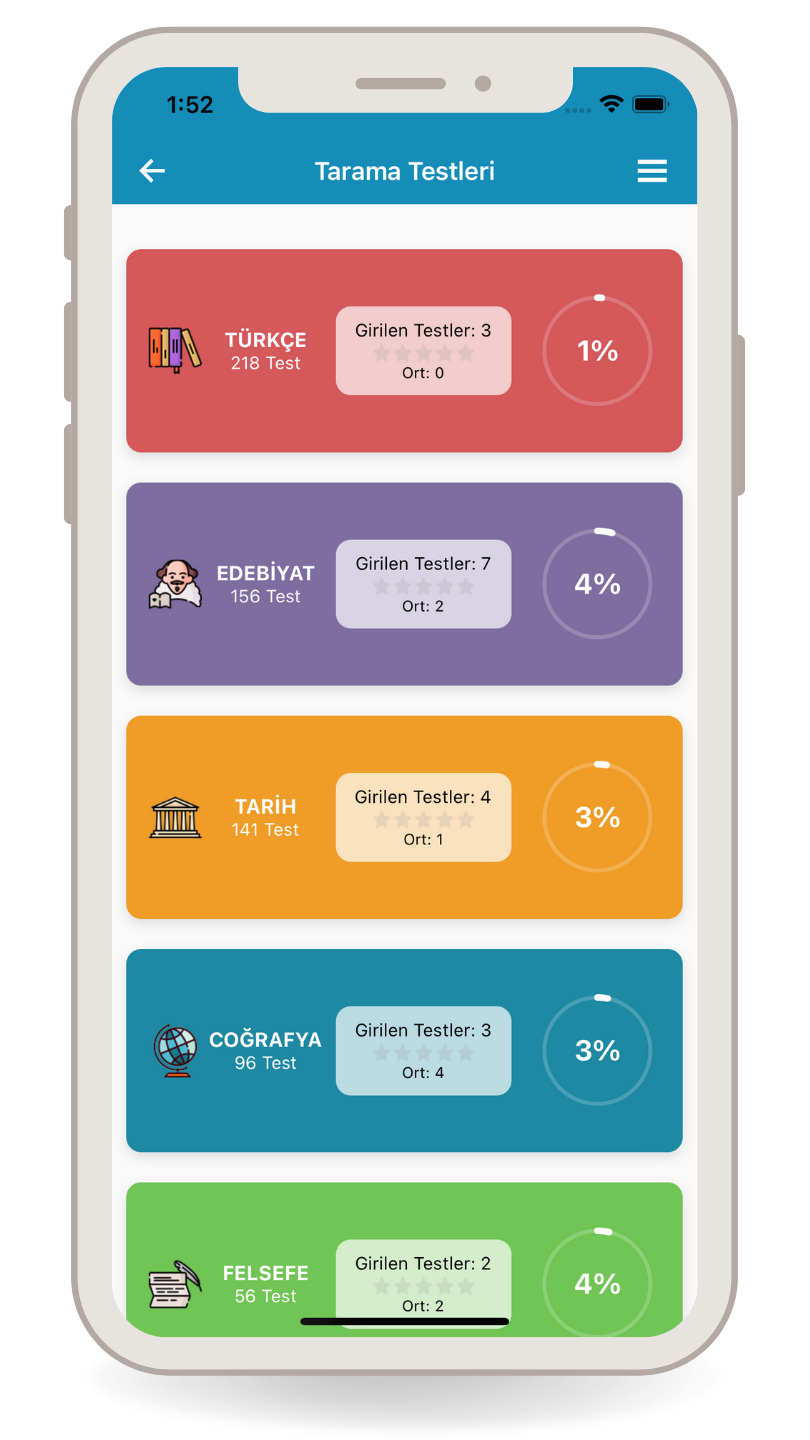 1:52
Tarama Testleri
TÜRKÇE
218 Test
Girilen Testler: 3
Ort: 0
1%
EDEBİYAT
156 Test
Girilen Testler: 7
Ort: 2
4%
TARİH
141 Test
Girilen Testler: 4
Ort: 1
3%
COĞRAFYA
96 Test
Girilen Testler: 3
Ort: 4
3%
FELSEFE
56 Test
Girilen Testler: 2
Ort: 2
4%